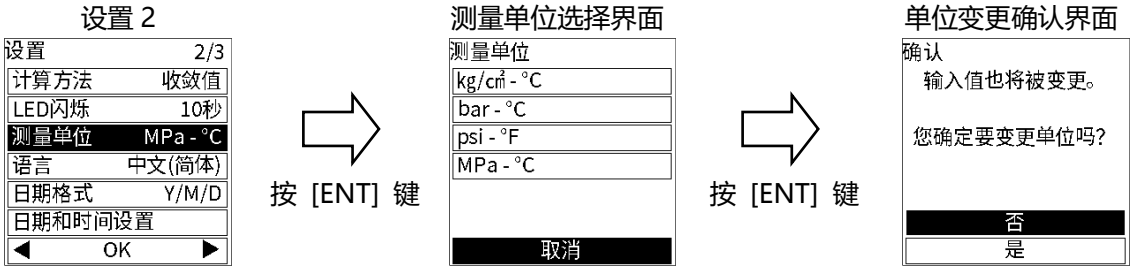 设置 2
设置 2/3
计算方法 收敛值
LED闪烁 10秒
测量单位 MPa - °C
语言 中文(简体)
日期格式 Y/M/D
日期和时间设置
◀ OK ▶
按 [ENT] 键
测量单位选择界面
测量单位
kg/c㎡ - °C
bar - °C
psi - °F
MPa - °C
取消
按 [ENT] 键
单位变更确认界面
确认
输入值也将被变更。
您确定要变更单位吗?
否
是